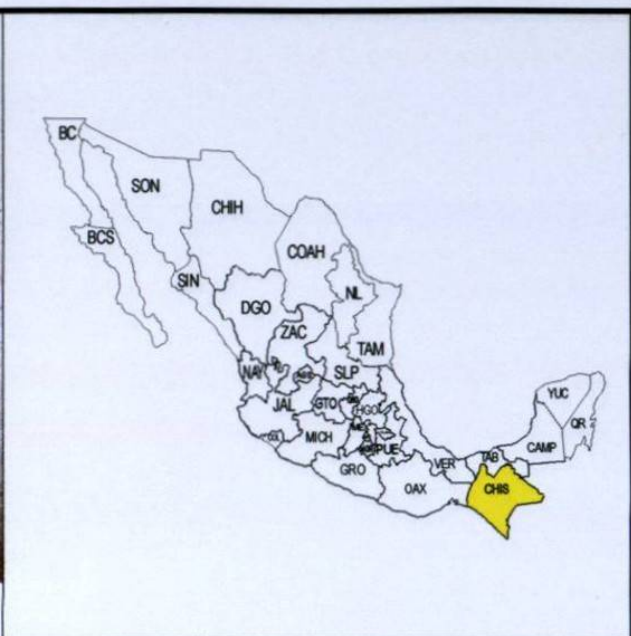 BC
SON
CHIH
BCS
COAH
SIN
NL
DGO
ZAC
TAM
NAY
SLP
JAL
GTO
HGO
MICH
PUE
GRO
VER
OAX
TAB
CHIS
CAMP
YUC
QR